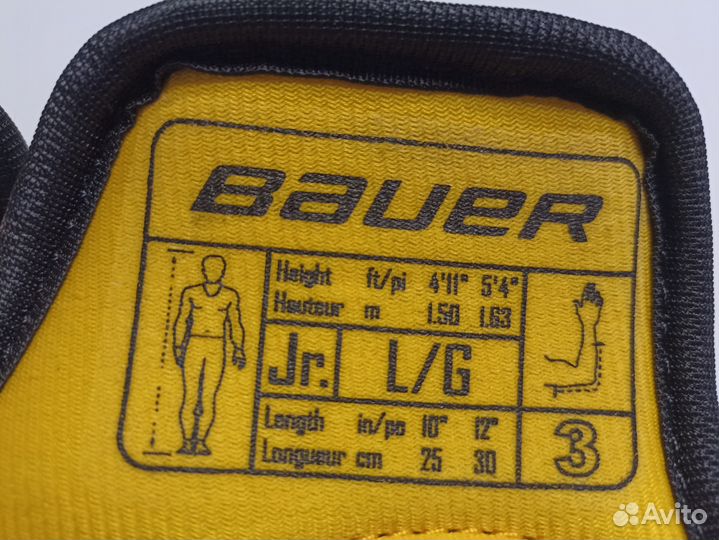 BAUER
Height ft/pi 4'11" 5'4"
Hauteur m 1.50 1.63
Jr. L/G
Length in/po 10" 12"
Longueur cm 25 30
3
Avito